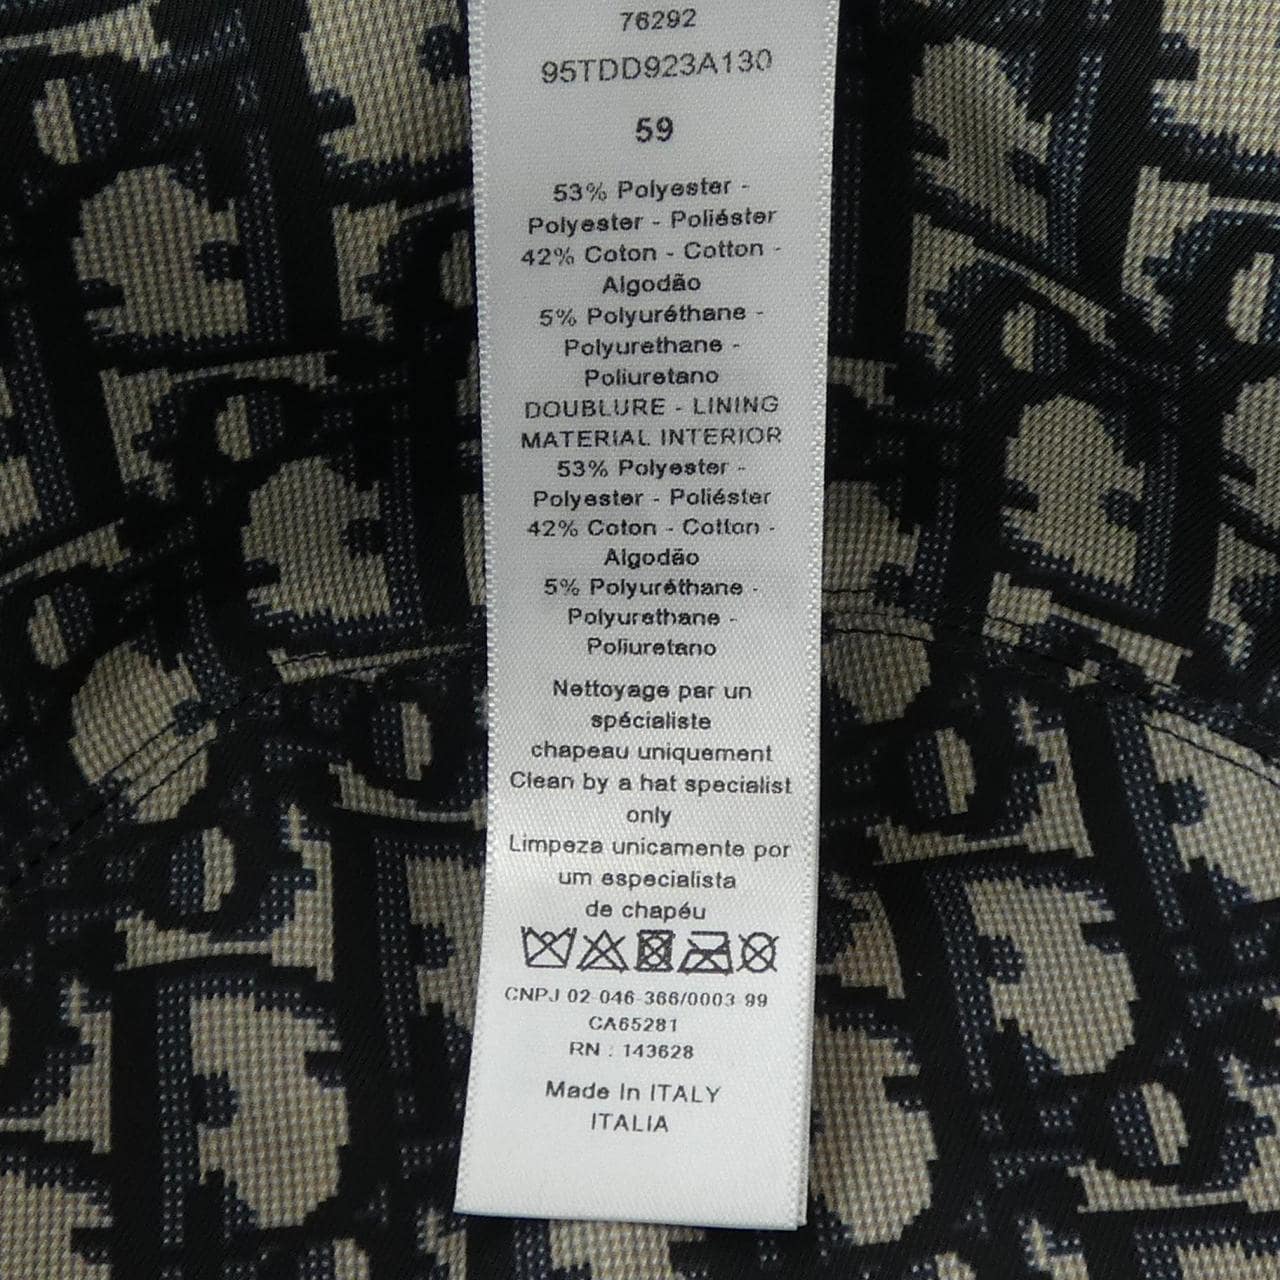 76292
95TDD923A130
59
53% Polyester -
Polyester - Poliéster
42% Coton - Cotton -
Algodão
5% Polyuréthane -
Polyurethane -
Poliuretano
DOUBLURE - LINING
MATERIAL INTERIOR
53% Polyester -
Polyester - Poliéster
42% Coton - Cotton -
Algodão
5% Polyuréthane -
Polyurethane -
Poliuretano
Nettoyage par un
spécialiste
chapeau uniquement
Clean by a hat specialist
only
Limpeza unicamente por
um especialista
de chapéu
CNPJ 02-046-366/0003-99
CA65281
RN : 143628
Made In ITALY
ITALIA